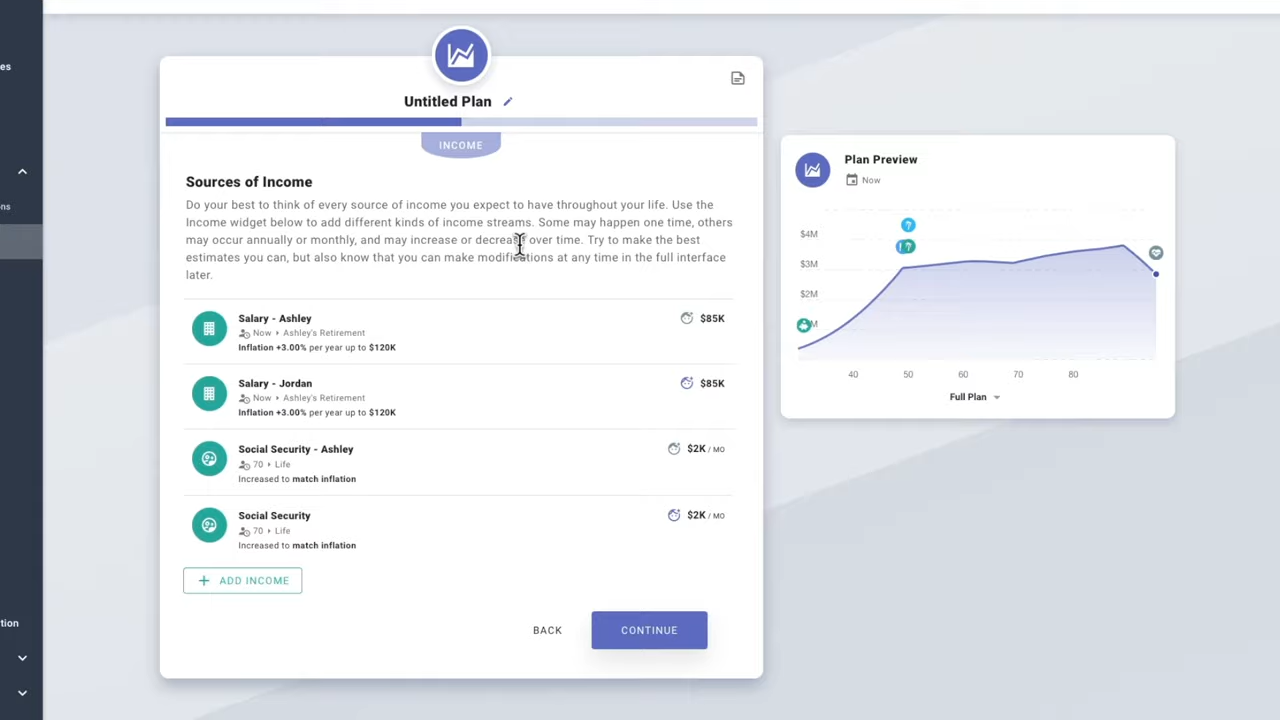 es
ns
tion
Untitled Plan
INCOME
Sources of Income
Do your best to think of every source of income you expect to have throughout your life. Use the
Income widget below to add different kinds of income streams. Some may happen one time, others
may occur annually or monthly, and may increase or decrease over time. Try to make the best
estimates you can, but also know that you can make modifications at any time in the full interface
later.
Salary - Ashley
Now ‣ Ashley's Retirement
Inflation +3.00% per year up to $120K
$85K
Salary - Jordan
Now ‣ Ashley's Retirement
Inflation +3.00% per year up to $120K
$85K
Social Security - Ashley
70 ‣ Life
Increased to match inflation
$2K / MO
Social Security
70 ‣ Life
Increased to match inflation
$2K / MO
+ ADD INCOME
BACK
CONTINUE
Plan Preview
Now
$4M
$3M
$2M
M
40 50 60 70 80
Full Plan